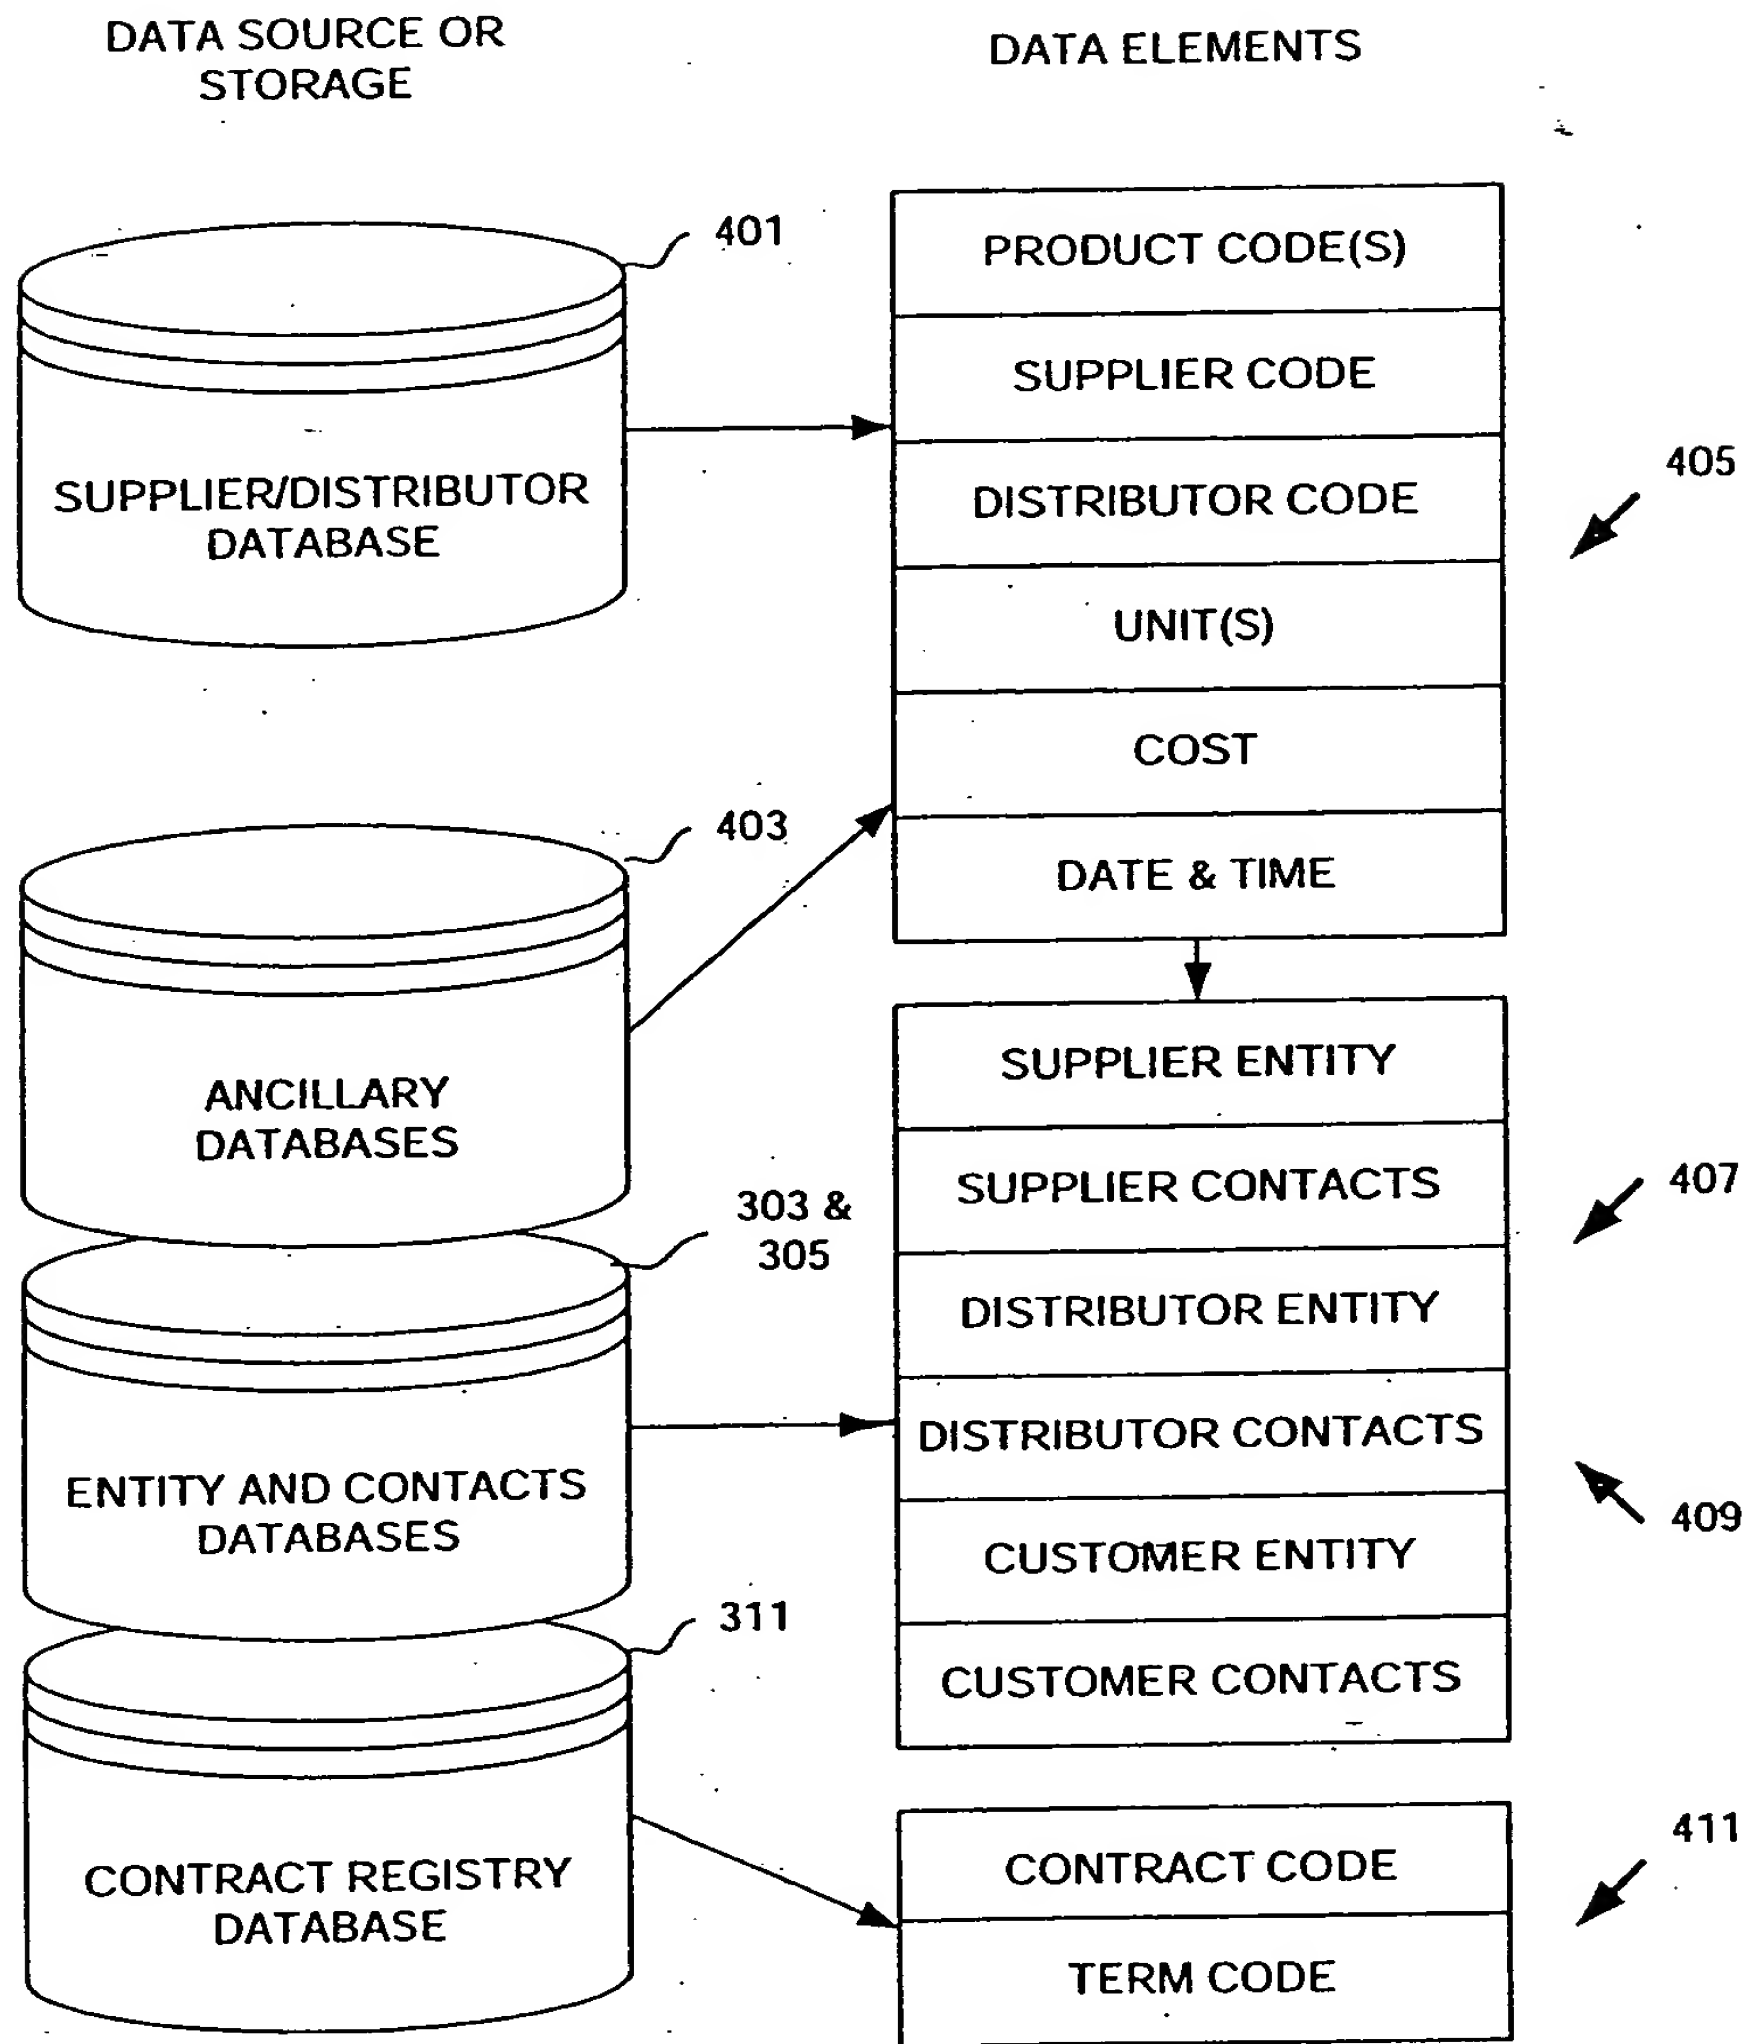 DATA SOURCE OR
STORAGE
DATA ELEMENTS
401
SUPPLIER/DISTRIBUTOR
DATABASE
403
ANCILLARY
DATABASES
303 &
305
ENTITY AND CONTACTS
DATABASES
311
CONTRACT REGISTRY
DATABASE
PRODUCT CODE(S)
SUPPLIER CODE
DISTRIBUTOR CODE
UNIT(S)
COST
DATE & TIME
405
SUPPLIER ENTITY
SUPPLIER CONTACTS
DISTRIBUTOR ENTITY
DISTRIBUTOR CONTACTS
CUSTOMER ENTITY
CUSTOMER CONTACTS
407
409
CONTRACT CODE
TERM CODE
411